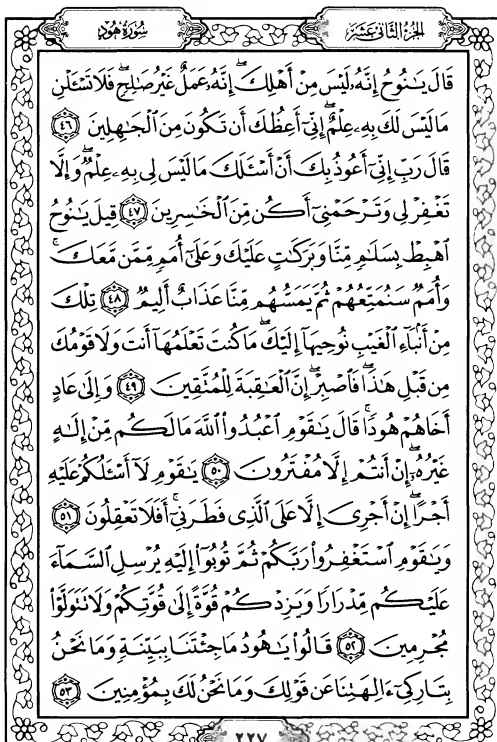 الجزء الثاني عشر
سورة هود
قَالَ يَٰنُوحُ إِنَّهُۥ لَيْسَ مِنْ أَهْلِكَ ۖ إِنَّهُۥ عَمَلٌ غَيْرُ صَٰلِحٍ ۖ فَلَا تَسْـَٔلْنِ
مَا لَيْسَ لَكَ بِهِۦ عِلْمٌ ۖ إِنِّىٓ أَعِظُكَ أَن تَكُونَ مِنَ ٱلْجَٰهِلِينَ ٤٦
قَالَ رَبِّ إِنِّىٓ أَعُوذُ بِكَ أَنْ أَسْـَٔلَكَ مَا لَيْسَ لِى بِهِۦ عِلْمٌ ۖ وَإِلَّا
تَغْفِرْ لِى وَتَرْحَمْنِىٓ أَكُن مِّنَ ٱلْخَٰسِرِينَ ٤٧ قِيلَ يَٰنُوحُ
ٱهْبِطْ بِسَلَٰمٍ مِّنَّا وَبَرَكَٰتٍ عَلَيْكَ وَعَلَىٰٓ أُمَمٍ مِّمَّن مَّعَكَ ۚ
وَأُمَمٌ سَنُمَتِّعُهُمْ ثُمَّ يَمَسُّهُم مِّنَّا عَذَابٌ أَلِيمٌ ٤٨ تِلْكَ
مِنْ أَنۢبَآءِ ٱلْغَيْبِ نُوحِيهَآ إِلَيْكَ ۖ مَا كُنتَ تَعْلَمُهَآ أَنتَ وَلَا قَوْمُكَ
مِن قَبْلِ هَٰذَا ۖ فَٱصْبِرْ ۖ إِنَّ ٱلْعَٰقِبَةَ لِلْمُتَّقِينَ ٤٩ وَإِلَىٰ عَادٍ
أَخَاهُمْ هُودًا ۚ قَالَ يَٰقَوْمِ ٱعْبُدُوا۟ ٱللَّهَ مَا لَكُم مِّنْ إِلَٰهٍ
غَيْرُهُۥٓ ۖ إِنْ أَنتُمْ إِلَّا مُفْتَرُونَ ٥٠ يَٰقَوْمِ لَآ أَسْـَٔلُكُمْ عَلَيْهِ
أَجْرًا ۖ إِنْ أَجْرِىَ إِلَّا عَلَى ٱلَّذِى فَطَرَنِىٓ ۚ أَفَلَا تَعْقِلُونَ ٥١
وَيَٰقَوْمِ ٱسْتَغْفِرُوا۟ رَبَّكُمْ ثُمَّ تُوبُوٓا۟ إِلَيْهِ يُرْسِلِ ٱلسَّمَآءَ
عَلَيْكُم مِّدْرَارًا وَيَزِدْكُمْ قُوَّةً إِلَىٰ قُوَّتِكُمْ وَلَا تَتَوَلَّوْا۟
مُجْرِمِينَ ٥٢ قَالُوا۟ يَٰهُودُ مَا جِئْتَنَا بِبَيِّنَةٍ وَمَا نَحْنُ
بِتَارِكِىٓ ءَالِهَتِنَا عَن قَوْلِكَ وَمَا نَحْنُ لَكَ بِمُؤْمِنِينَ ٥٣
٢٢٧